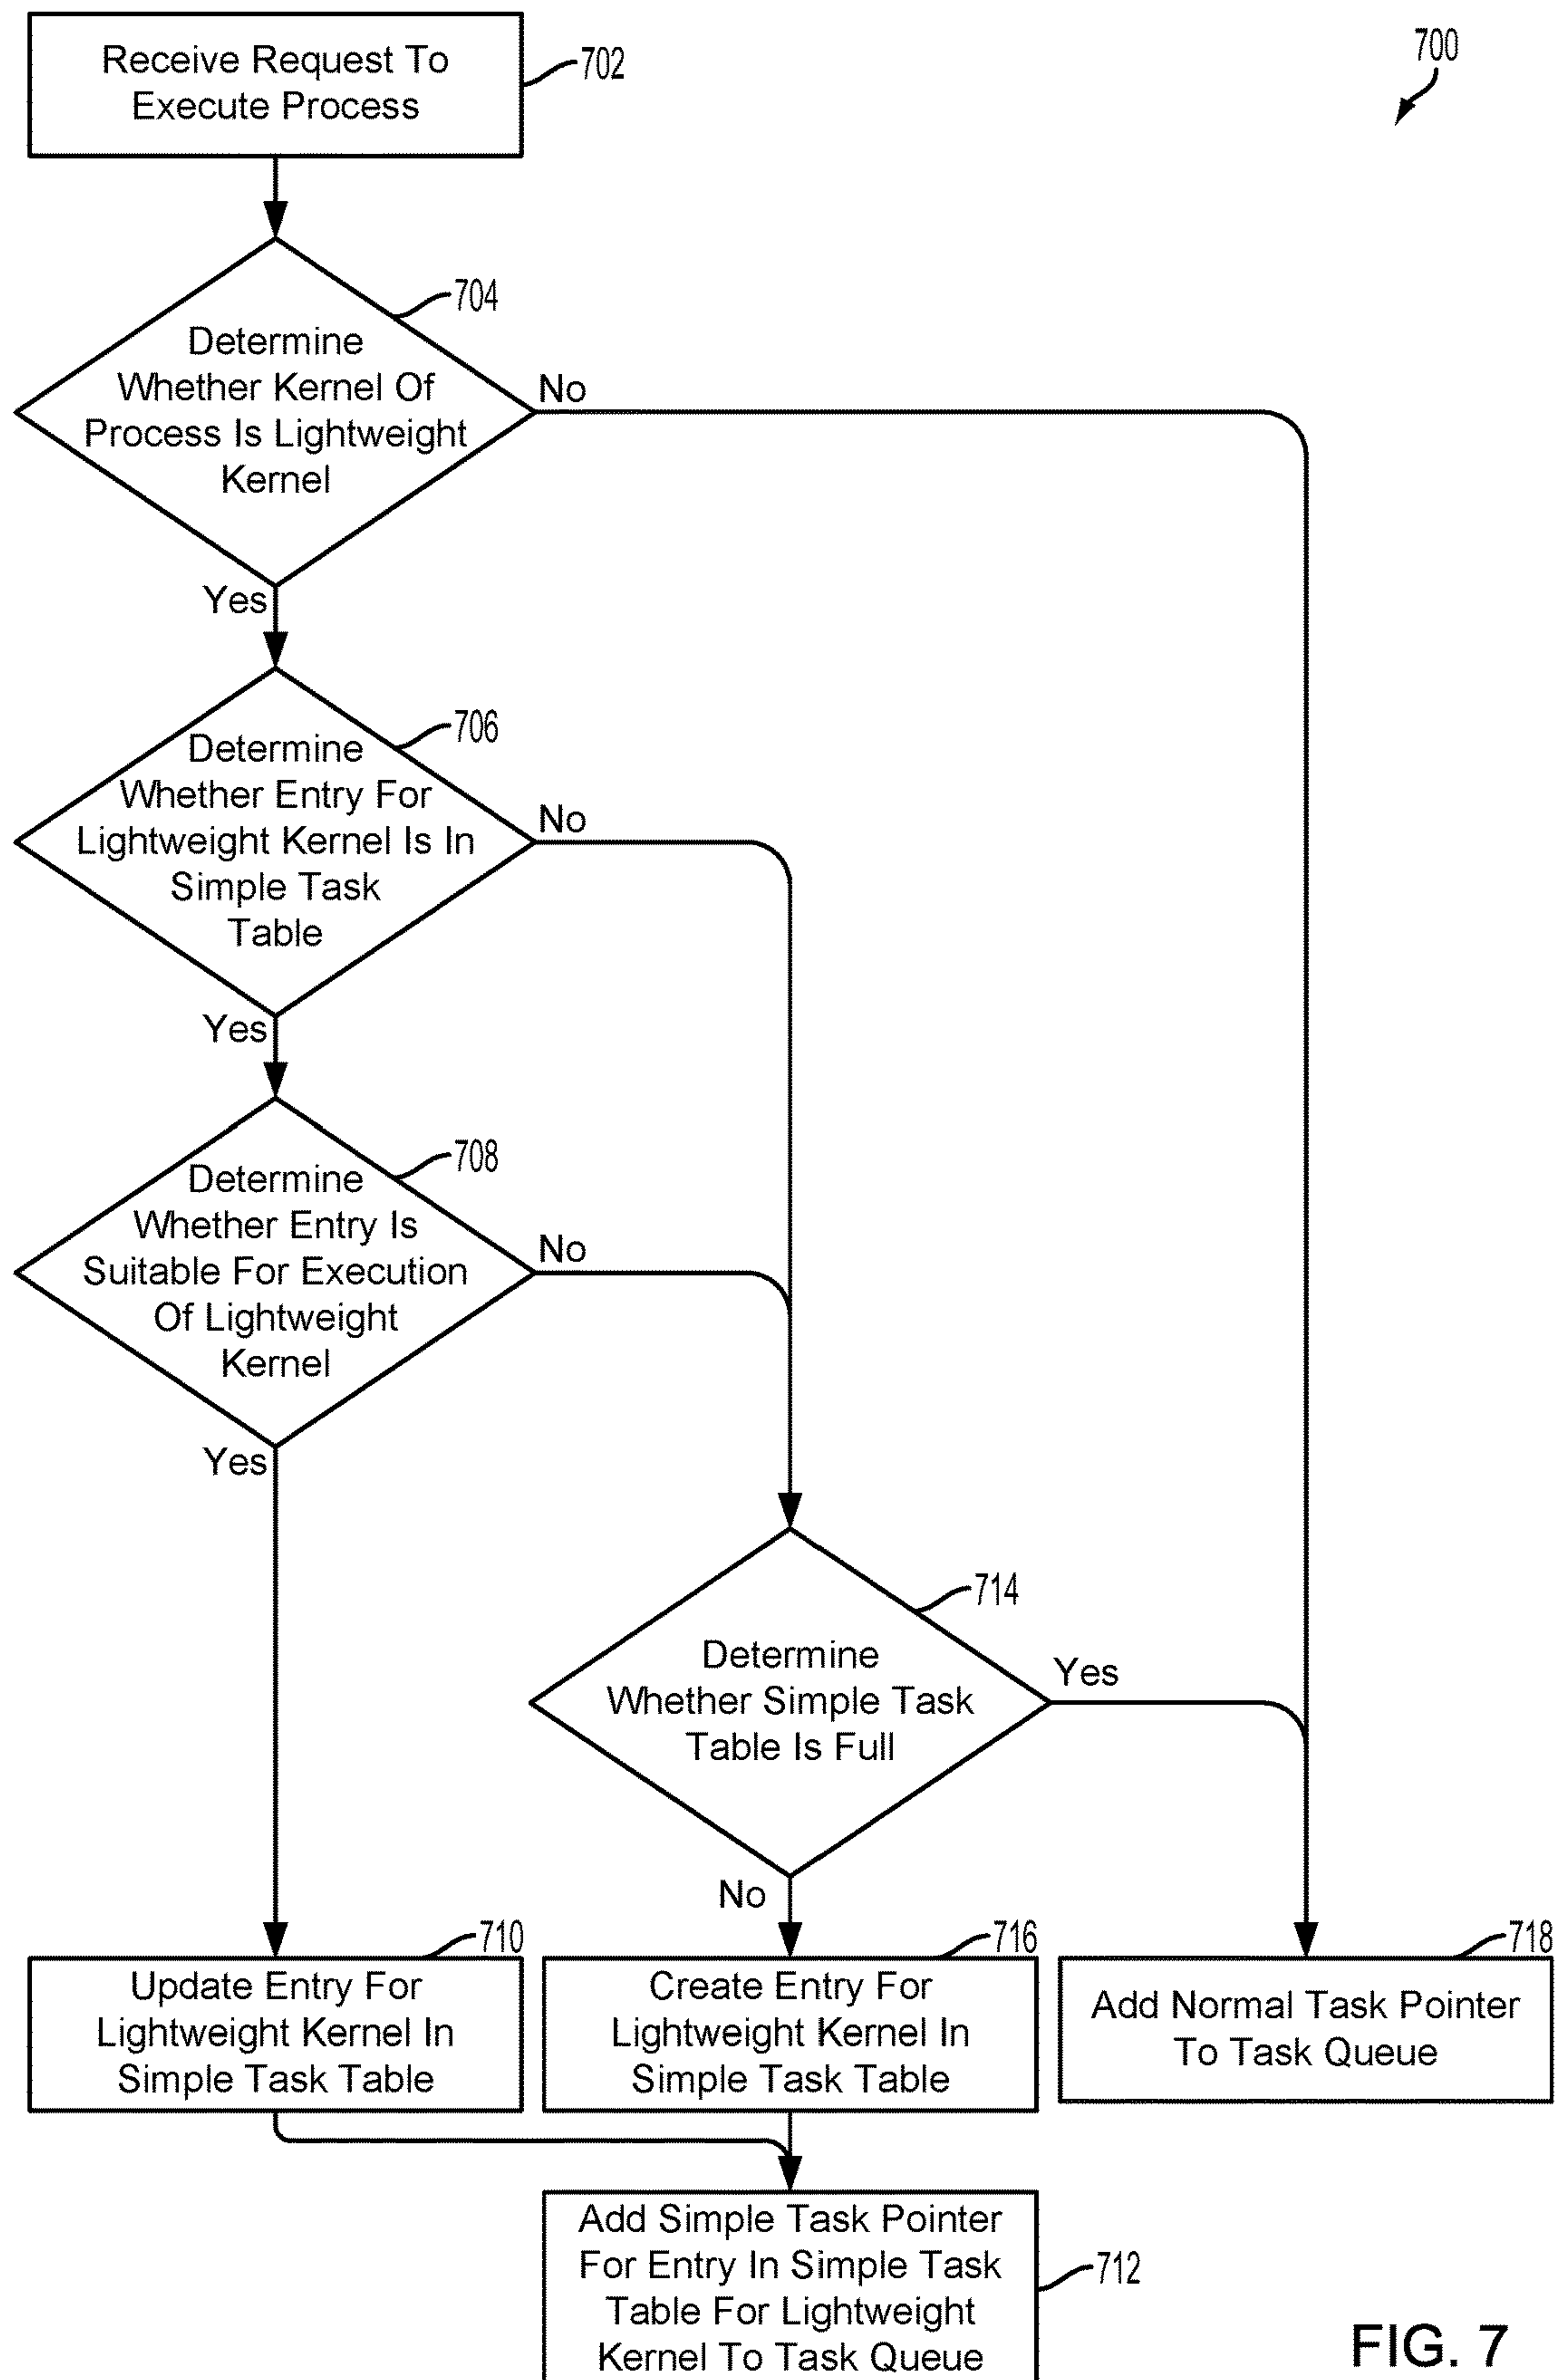 700
Receive Request To
Execute Process
702
704
Determine
Whether Kernel Of
Process Is Lightweight
Kernel
No
Yes
706
Determine
Whether Entry For
Lightweight Kernel Is In
Simple Task
Table
No
Yes
708
Determine
Whether Entry Is
Suitable For Execution
Of Lightweight
Kernel
No
Yes
714
Determine
Whether Simple Task
Table Is Full
Yes
No
710
Update Entry For
Lightweight Kernel In
Simple Task Table
716
Create Entry For
Lightweight Kernel In
Simple Task Table
718
Add Normal Task Pointer
To Task Queue
Add Simple Task Pointer
For Entry In Simple Task
Table For Lightweight
Kernel To Task Queue
712
FIG. 7